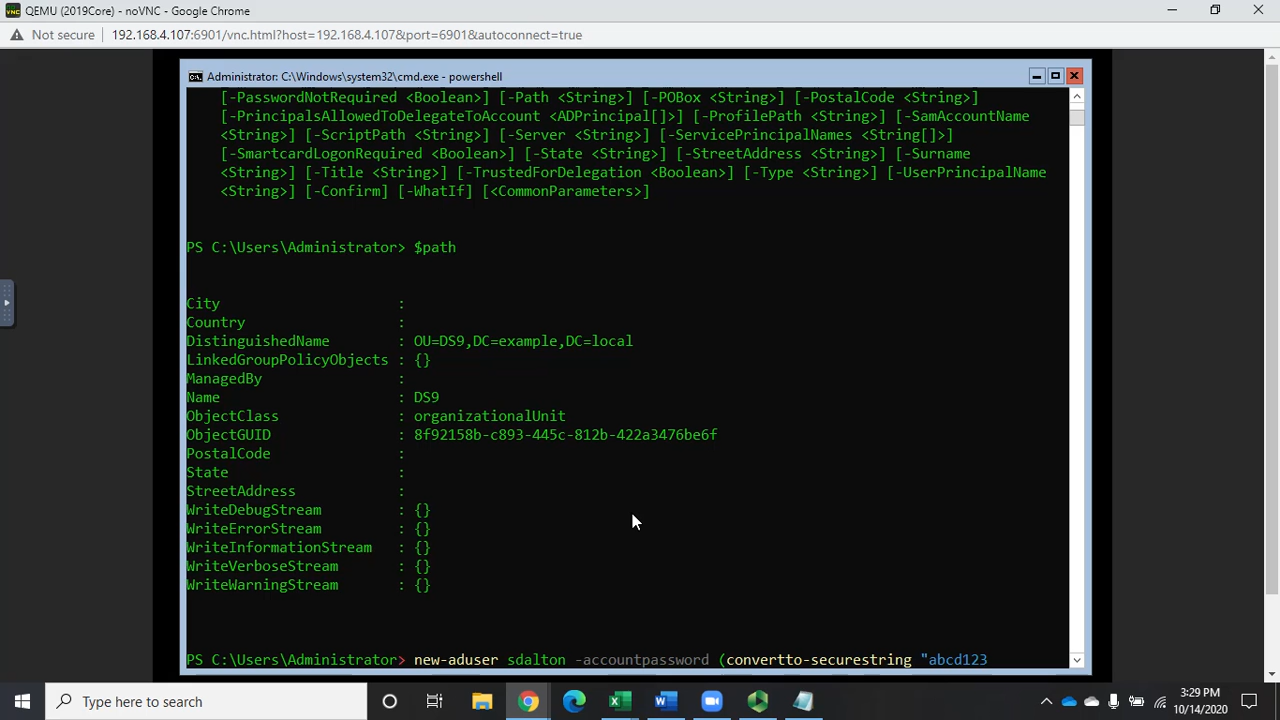 QEMU (2019Core) - noVNC - Google Chrome
Not secure 192.168.4.107:6901/vnc.html?host=192.168.4.107&port=6901&autoconnect=true
Administrator: C:\Windows\system32\cmd.exe - powershell
[-PasswordNotRequired <Boolean>] [-Path <String>] [-POBox <String>] [-PostalCode <String>]
[-PrincipalsAllowedToDelegateToAccount <ADPrincipal[]>] [-ProfilePath <String>] [-SamAccountName
<String>] [-ScriptPath <String>] [-Server <String>] [-ServicePrincipalNames <String[]>]
[-SmartcardLogonRequired <Boolean>] [-State <String>] [-StreetAddress <String>] [-Surname
<String>] [-Title <String>] [-TrustedForDelegation <Boolean>] [-Type <String>] [-UserPrincipalName
<String>] [-Confirm] [-WhatIf] [<CommonParameters>]
PS C:\Users\Administrator> $path
City :
Country :
DistinguishedName : OU=DS9,DC=example,DC=local
LinkedGroupPolicyObjects : {}
ManagedBy :
Name : DS9
ObjectClass : organizationalUnit
ObjectGUID : 8f92158b-c893-445c-812b-422a3476be6f
PostalCode :
State :
StreetAddress :
WriteDebugStream : {}
WriteErrorStream : {}
WriteInformationStream : {}
WriteVerboseStream : {}
WriteWarningStream : {}
PS C:\Users\Administrator> new-aduser sdalton -accountpassword (convertto-securestring "abcd123
Type here to search
3:29 PM
10/14/2020